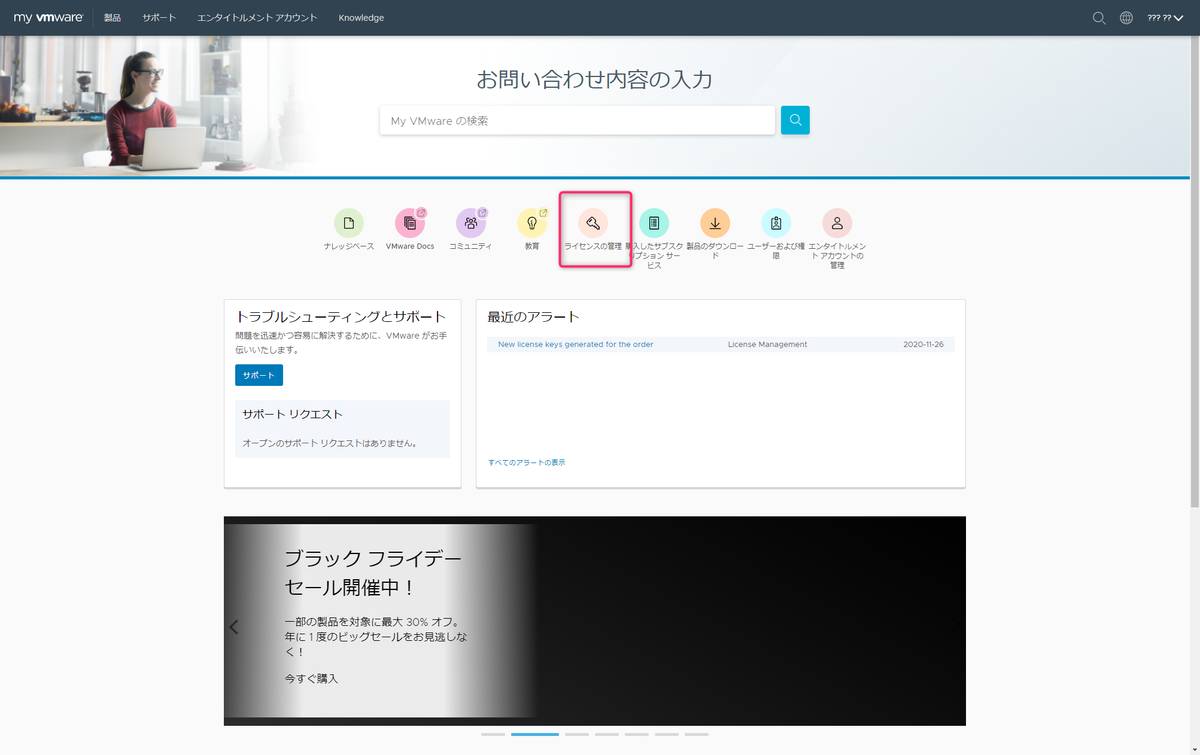 my vmware 製品 サポート エンタイトルメント アカウント Knowledge ??? ??
お問い合わせ内容の入力
My VMware の検索
ナレッジベース
VMware Docs
コミュニティ
教育
ライセンスの管理
購入したサブスク
リプション サー
ビス
製品のダウンロー
ド
ユーザーおよび権
限
エンタイトルメン
ト アカウントの
管理
トラブルシューティングとサポート
問題を迅速かつ容易に解決するために、VMware がお手
伝いいたします。
サポート
サポート リクエスト
オープンのサポート リクエストはありません。
最近のアラート
New license keys generated for the order License Management 2020-11-26
すべてのアラートの表示
ブラック フライデー
セール開催中！
一部の製品を対象に最大 30% オフ。
年に 1 度のビッグセールをお見逃しな
く！
今すぐ購入